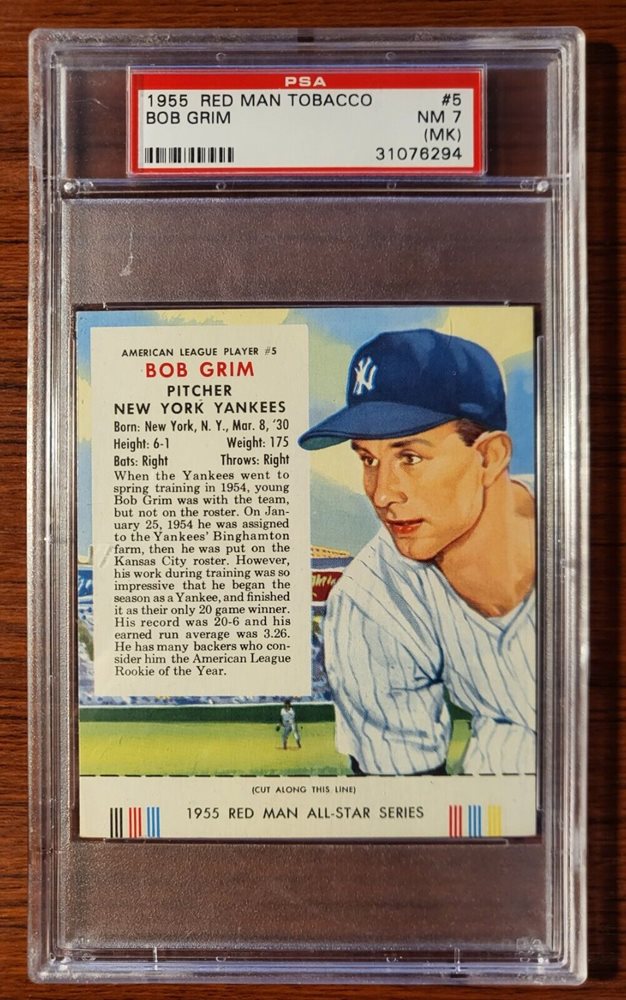 PSA
1955 RED MAN TOBACCO #5
BOB GRIM NM 7
(MK)
31076294
AMERICAN LEAGUE PLAYER #5
BOB GRIM
PITCHER
NEW YORK YANKEES
Born: New York, N. Y., Mar. 8, '30
Height: 6-1 Weight: 175
Bats: Right Throws: Right
When the Yankees went to
spring training in 1954, young
Bob Grim was with the team,
but not on the roster. On Jan-
uary 25, 1954 he was assigned
to the Yankees' Binghamton
farm, then he was put on the
Kansas City roster. However,
his work during training was so
impressive that he began the
season as a Yankee, and finished
it as their only 20 game winner.
His record was 20-6 and his
earned run average was 3.26.
He has many backers who con-
sider him the American League
Rookie of the Year.
NY
(CUT ALONG THIS LINE)
1955 RED MAN ALL-STAR SERIES